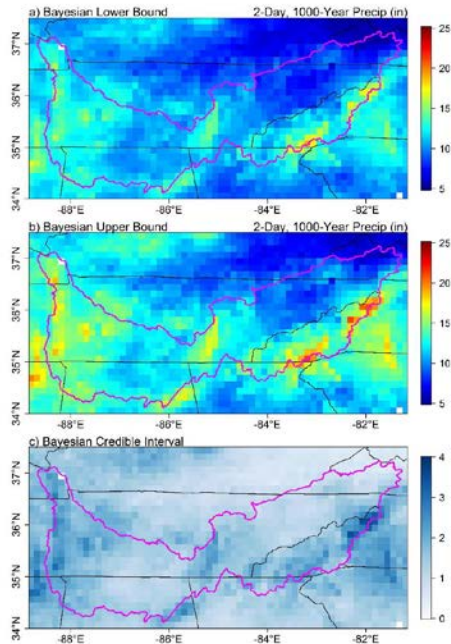 a) Bayesian Lower Bound 2-Day, 1000-Year Precip (in)
37°N
36°N
35°N
34°N
-88°E -86°E -84°E -82°E
25
20
15
10
5
b) Bayesian Upper Bound 2-Day, 1000-Year Precip (in)
37°N
36°N
35°N
34°N
-88°E -86°E -84°E -82°E
25
20
15
10
5
c) Bayesian Credible Interval
37°N
36°N
35°N
34°N
-88°E -86°E -84°E -82°E
4
3
2
1
0